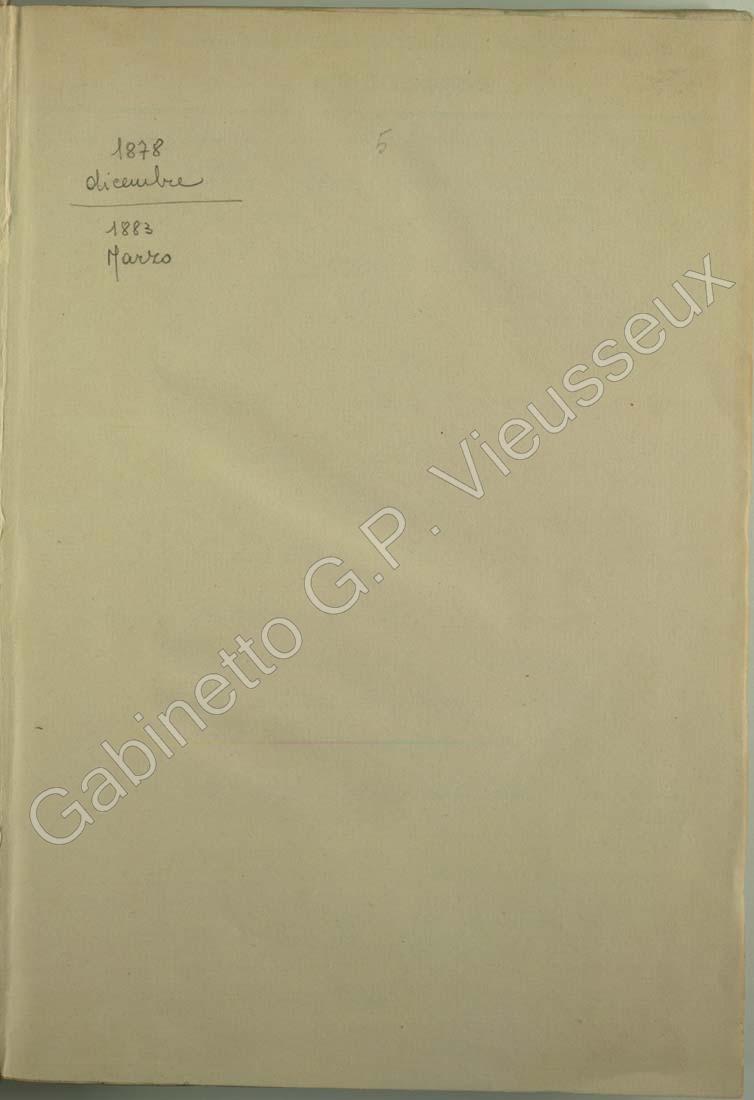 1878
dicembre
1883
Marzo
5
Gabinetto G.P. Vieusseux